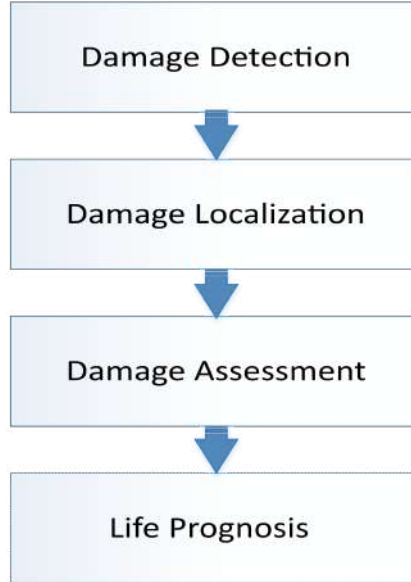 Damage Detection
Damage Localization
Damage Assessment
Life Prognosis